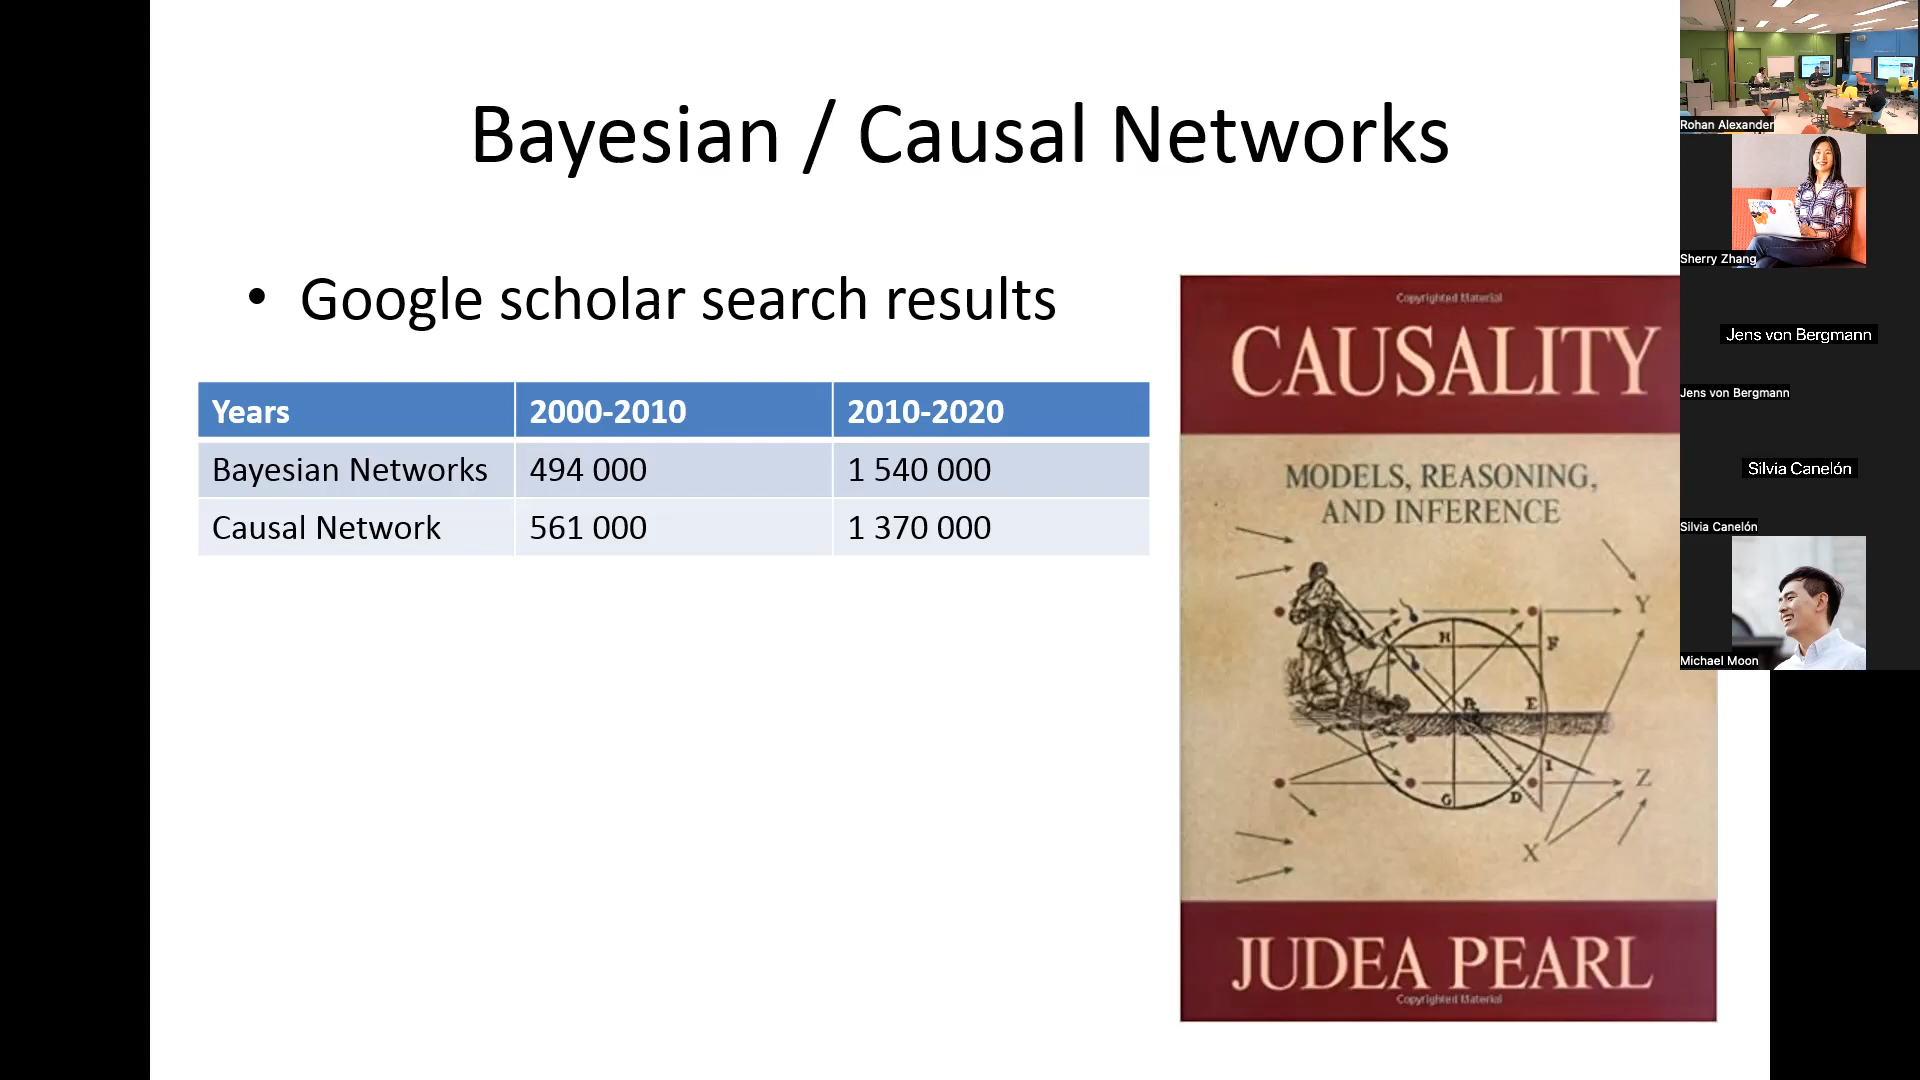 Bayesian / Causal Networks
• Google scholar search results
Years 2000-2010 2010-2020
Bayesian Networks 494 000 1 540 000
Causal Network 561 000 1 370 000
Copyrighted Material
CAUSALITY
MODELS, REASONING,
AND INFERENCE
Y
H
F
E
I
G
D
Z
X
JUDEA PEARL
Copyrighted Material
Rohan Alexander
Sherry Zhang
Jens von Bergmann
Jens von Bergmann
Silvia Canelón
Silvia Canelón
Michael Moon